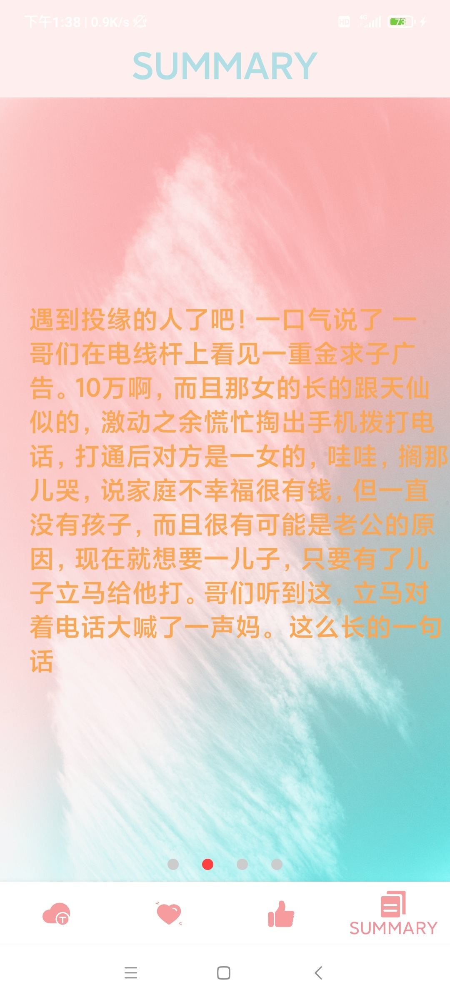 下午1:38 | 0.9K/s
HD 4G 73
SUMMARY
遇到投缘的人了吧！一口气说了 一
哥们在电线杆上看见一重金求子广
告。10万啊，而且那女的长的跟天仙
似的，激动之余慌忙掏出手机拨打电
话，打通后对方是一女的，哇哇，搁那
儿哭，说家庭不幸福很有钱，但一直
没有孩子，而且很有可能是老公的原
因，现在就想要一儿子，只要有了儿
子立马给他打。哥们听到这，立马对
着电话大喊了一声妈。 这么长的一句
话
T
SUMMARY